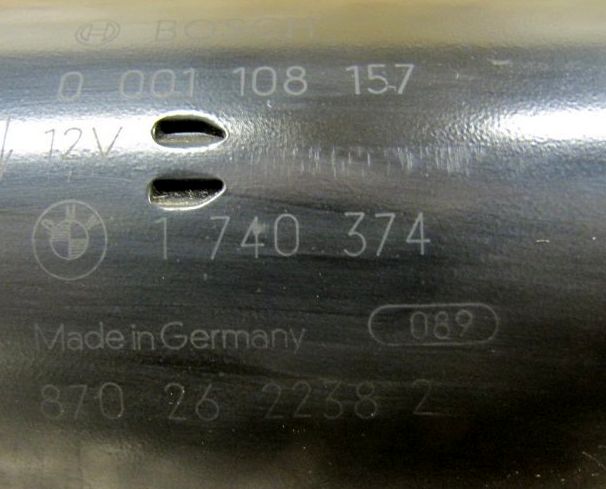 BOSCH
0 001 108 157
12V
1 740 374
Made in Germany 089
870 26 2238 2